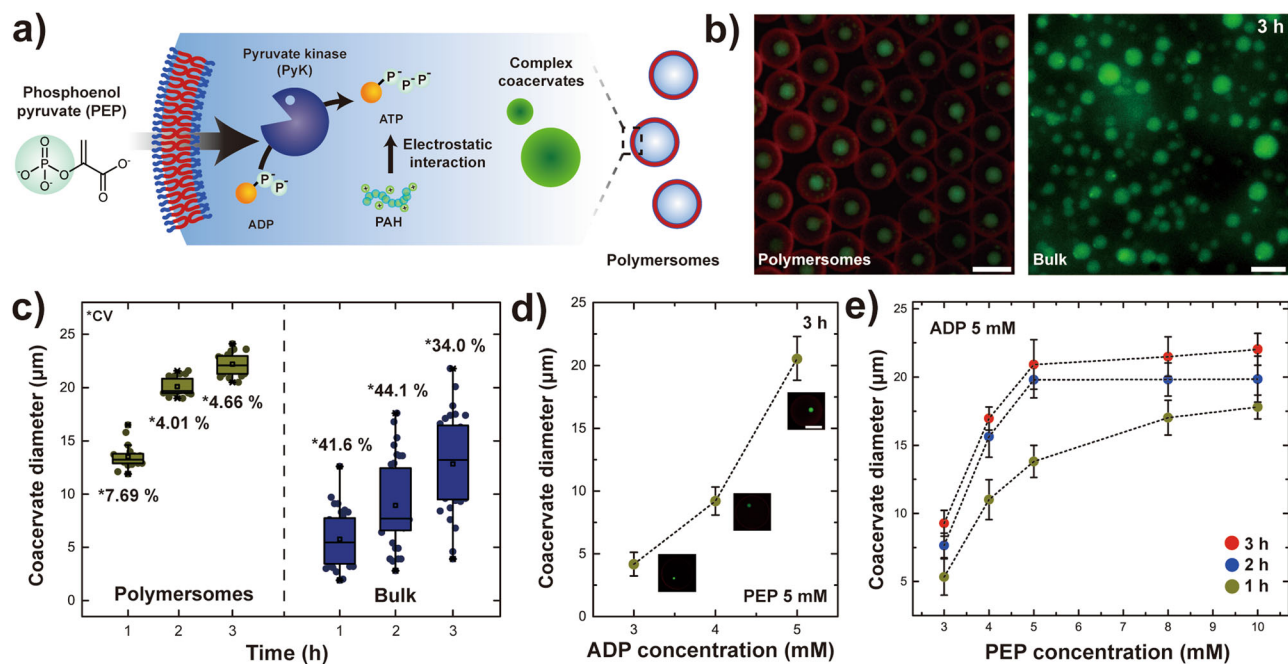 a)
Phosphoenol
pyruvate (PEP)
Pyruvate kinase
(PyK)
P⁻
P⁻
P⁻
ATP
Electrostatic
interaction
P⁻
P⁻
ADP
PAH
Complex
coacervates
Polymersomes
O
O⁻
P
⁻O
O
O⁻
O⁻
O
b)
Polymersomes
3 h
Bulk
c)
*CV
*7.69 %
*4.01 %
*4.66 %
*41.6 %
*44.1 %
*34.0 %
Polymersomes
Bulk
Coacervate diameter (μm)
25
20
15
10
5
0
1 2 3 1 2 3
Time (h)
d)
3 h
PEP 5 mM
Coacervate diameter (μm)
25
20
15
10
5
0
3 4 5
ADP concentration (mM)
e)
ADP 5 mM
3 h
2 h
1 h
Coacervate diameter (μm)
25
20
15
10
5
3 4 5 6 7 8 9 10
PEP concentration (mM)